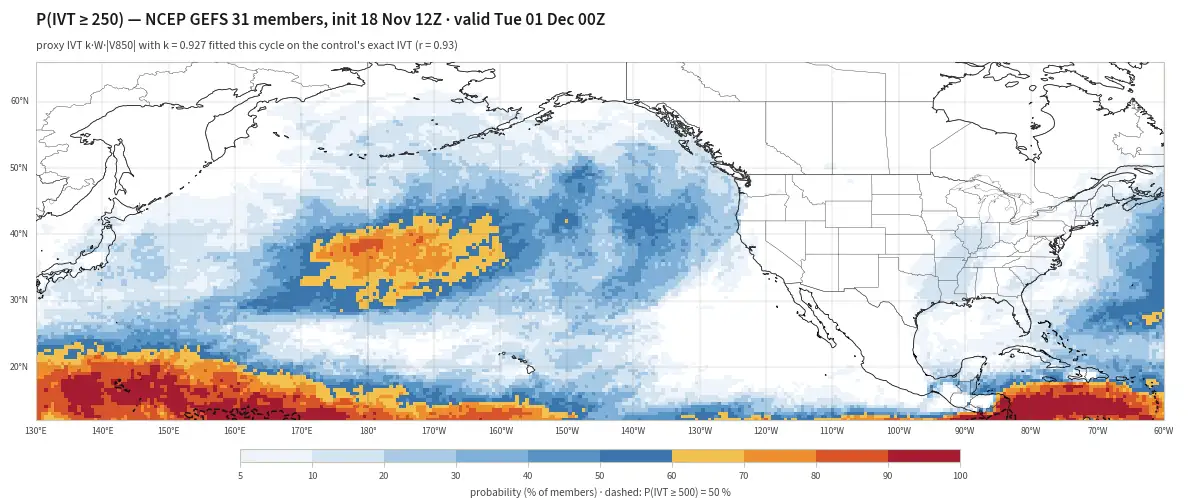 P(IVT ≥ 250) — NCEP GEFS 31 members, init 18 Nov 12Z · valid Tue 01 Dec 00Z
proxy IVT k·W·|V850| with k = 0.927 fitted this cycle on the control's exact IVT (r = 0.93)
60°N
50°N
40°N
30°N
20°N
130°E 140°E 150°E 160°E 170°E 180° 170°W 160°W 150°W 140°W 130°W 120°W 110°W 100°W 90°W 80°W 70°W 60°W
5 10 20 30 40 50 60 70 80 90 100
probability (% of members) · dashed: P(IVT ≥ 500) = 50 %